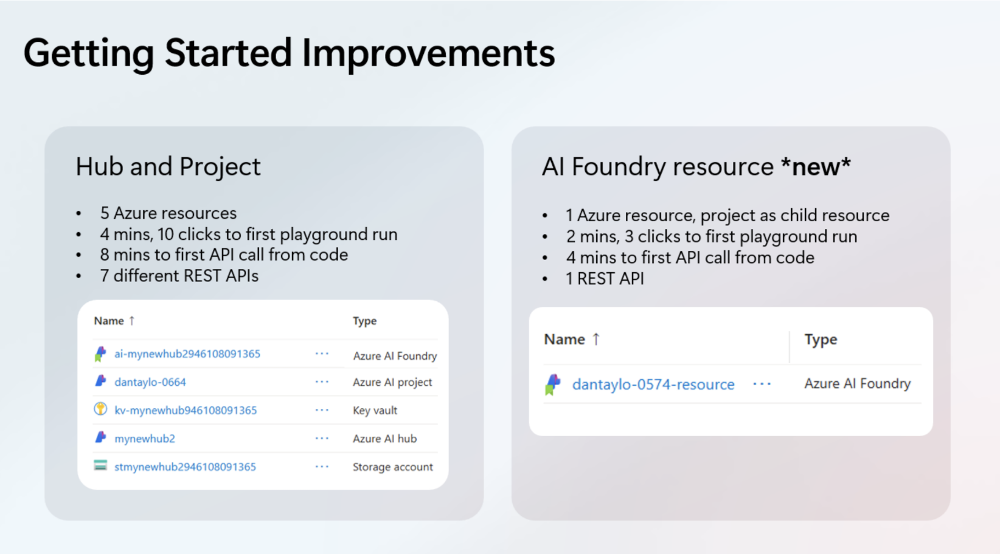 Getting Started Improvements
Hub and Project
• 5 Azure resources
• 4 mins, 10 clicks to first playground run
• 8 mins to first API call from code
• 7 different REST APIs
Name ↑ Type
ai-mynewhub2946108091365 ··· Azure AI Foundry
dantaylo-0664 ··· Azure AI project
kv-mynewhub946108091365 ··· Key vault
mynewhub2 ··· Azure AI hub
stmynewhub2946108091365 ··· Storage account
AI Foundry resource *new*
• 1 Azure resource, project as child resource
• 2 mins, 3 clicks to first playground run
• 4 mins to first API call from code
• 1 REST API
Name ↑ Type
dantaylo-0574-resource ··· Azure AI Foundry